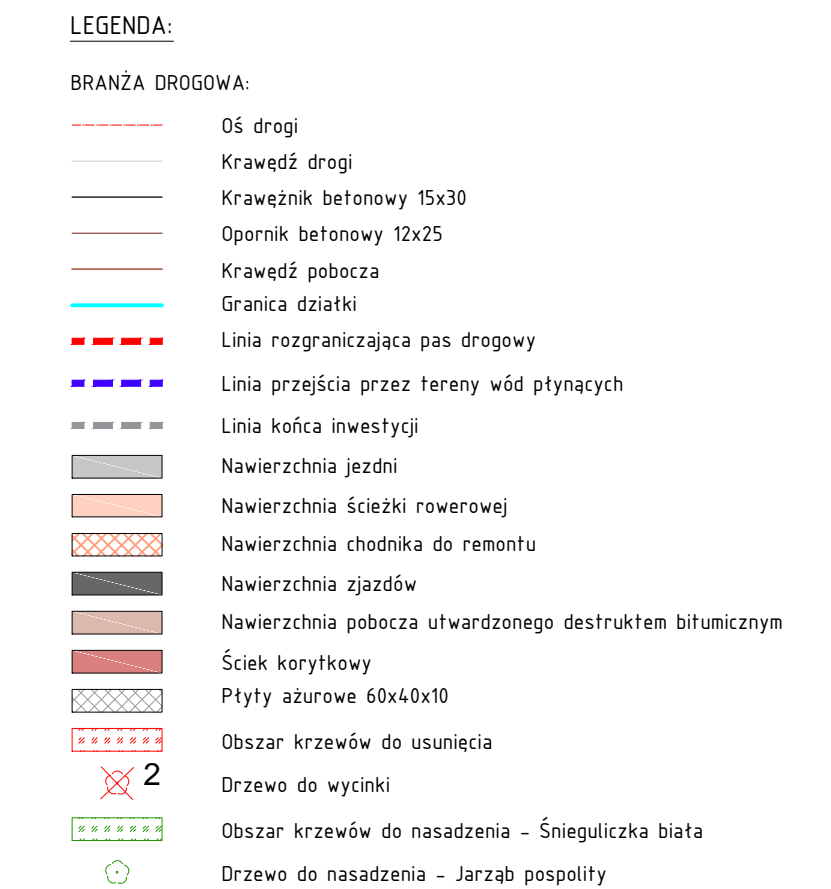 LEGENDA:
BRANŻA DROGOWA:
Oś drogi
Krawędź drogi
Krawężnik betonowy 15x30
Opornik betonowy 12x25
Krawędź pobocza
Granica działki
Linia rozgraniczająca pas drogowy
Linia przejścia przez tereny wód płynących
Linia końca inwestycji
Nawierzchnia jezdni
Nawierzchnia ścieżki rowerowej
Nawierzchnia chodnika do remontu
Nawierzchnia zjazdów
Nawierzchnia pobocza utwardzonego destruktem bitumicznym
Ściek korytkowy
Płyty ażurowe 60x40x10
Obszar krzewów do usunięcia
2 Drzewo do wycinki
Obszar krzewów do nasadzenia - Śnieguliczka biała
Drzewo do nasadzenia - Jarząb pospolity